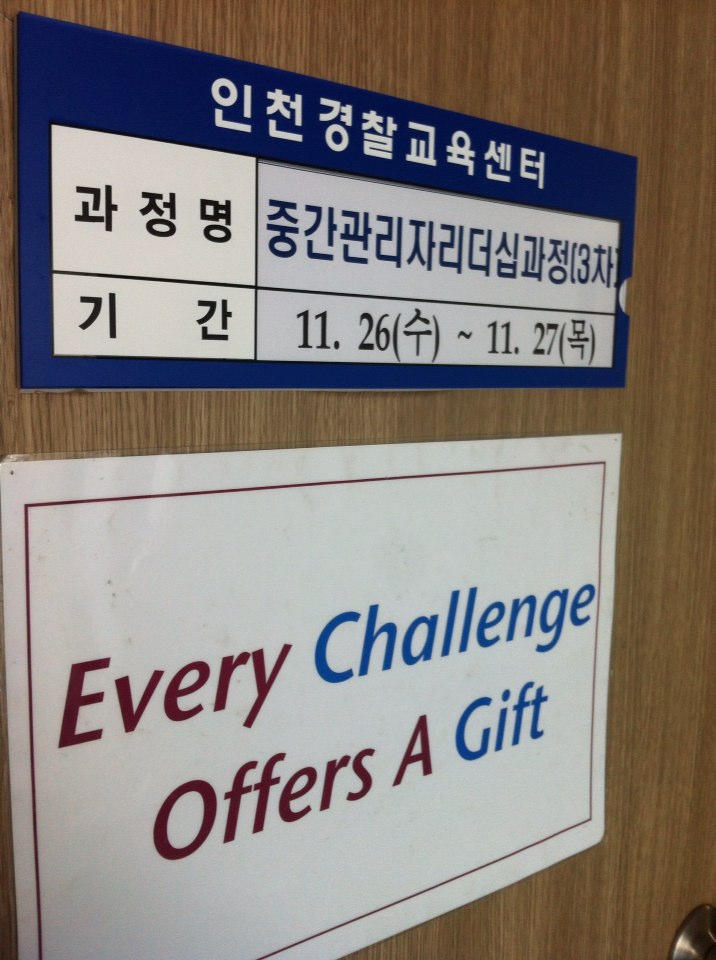 인천경찰교육센터
과정명 중간관리자리더십과정(3차)
기 간 11. 26(수) ~ 11. 27(목)
Every Challenge
Offers A Gift